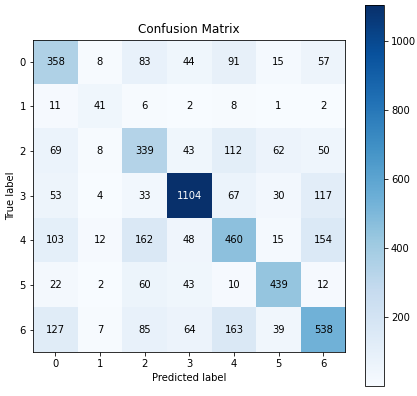 Confusion Matrix
0 358 8 83 44 91 15 57
1 11 41 6 2 8 1 2
2 69 8 339 43 112 62 50
3 53 4 33 1104 67 30 117
4 103 12 162 48 460 15 154
5 22 2 60 43 10 439 12
6 127 7 85 64 163 39 538
0 1 2 3 4 5 6
True label
Predicted label
1000
800
600
400
200